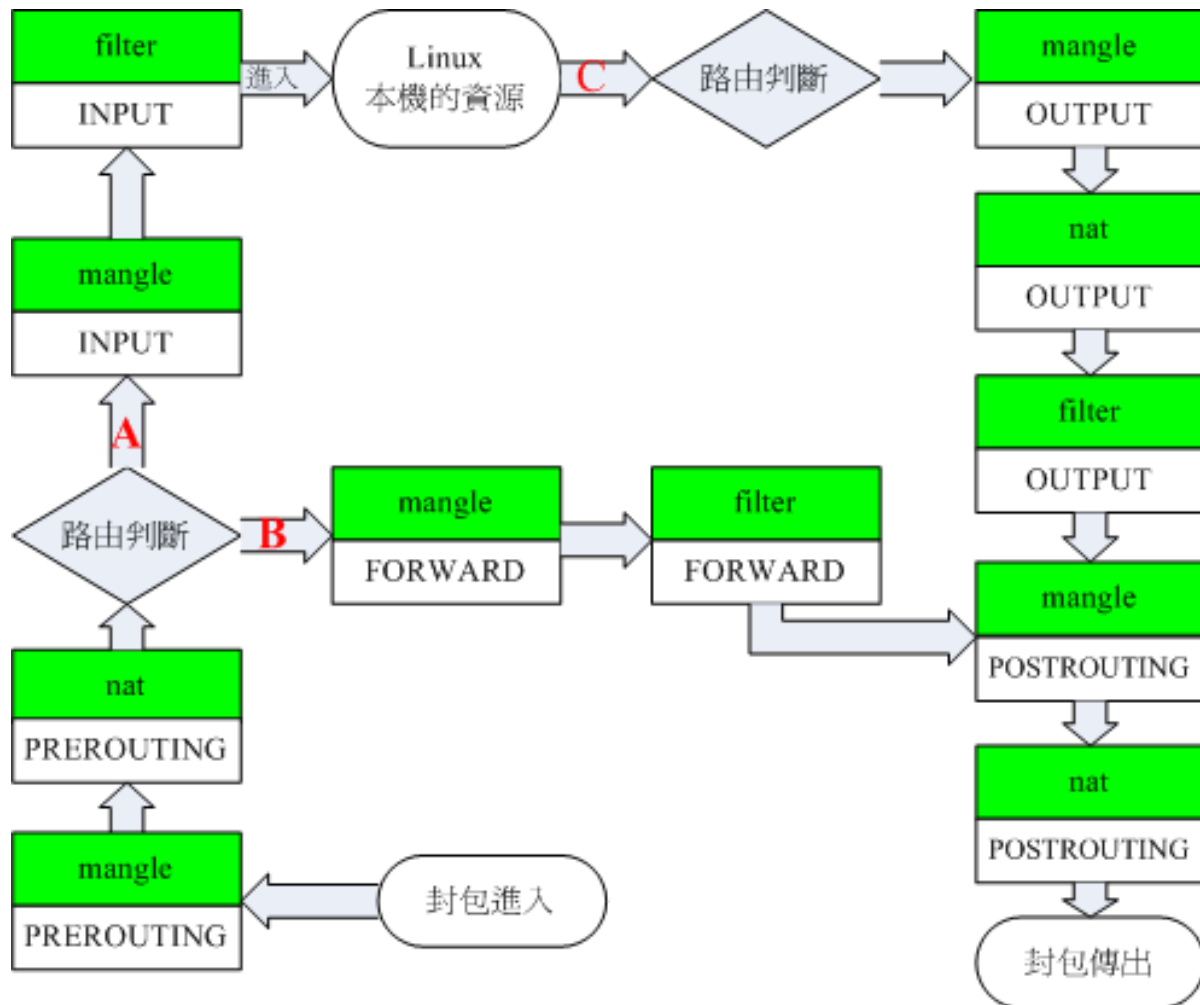 filter
INPUT
進入
Linux
本機的資源
C
路由判斷
mangle
OUTPUT
nat
OUTPUT
mangle
INPUT
filter
OUTPUT
A
路由判斷
B
mangle
FORWARD
filter
FORWARD
mangle
POSTROUTING
nat
PREROUTING
nat
POSTROUTING
mangle
PREROUTING
封包進入
封包傳出